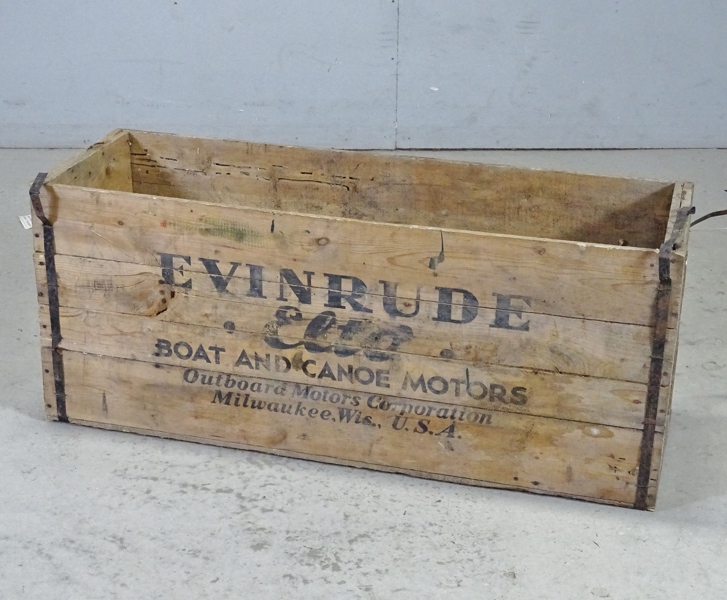 EVINRUDE
Elto
BOAT AND CANOE MOTORS
Outboard Motors Corporation
Milwaukee, Wis., U.S.A.